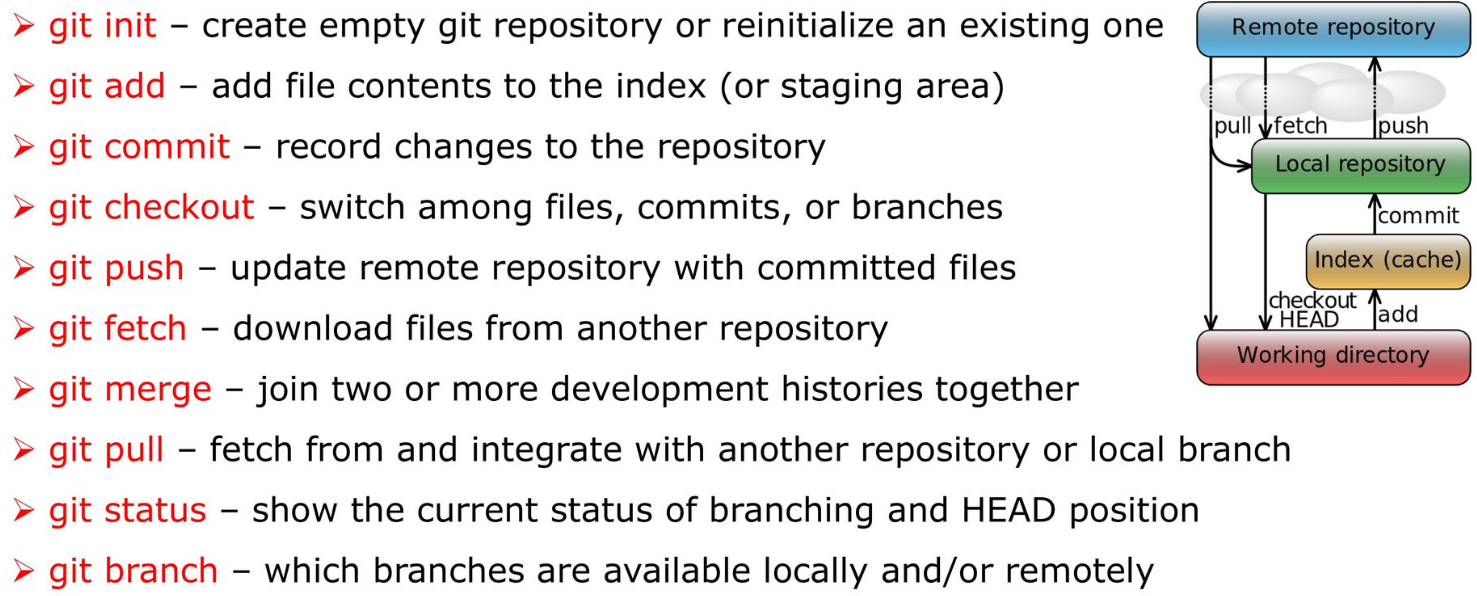 ➢ git init – create empty git repository or reinitialize an existing one
➢ git add – add file contents to the index (or staging area)
➢ git commit – record changes to the repository
➢ git checkout – switch among files, commits, or branches
➢ git push – update remote repository with committed files
➢ git fetch – download files from another repository
➢ git merge – join two or more development histories together
➢ git pull – fetch from and integrate with another repository or local branch
➢ git status – show the current status of branching and HEAD position
➢ git branch – which branches are available locally and/or remotely
Remote repository
pull fetch push
Local repository
commit
Index (cache)
checkout
HEAD
add
Working directory